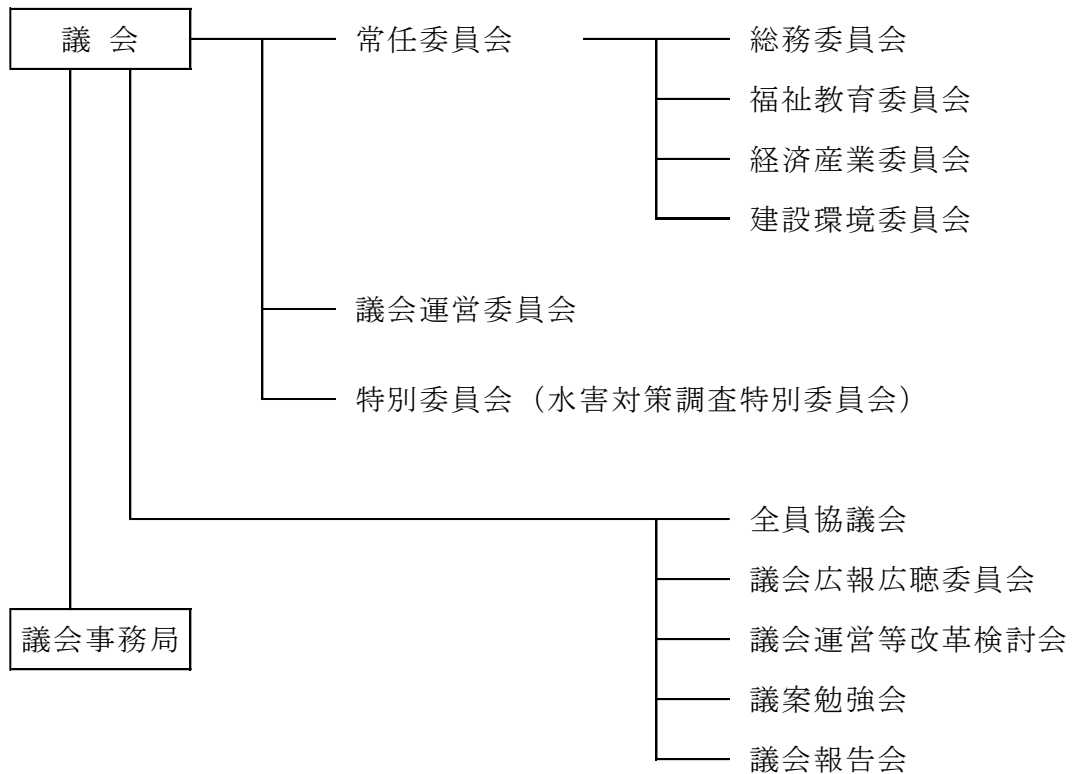 議 会
常任委員会
総務委員会
福祉教育委員会
経済産業委員会
建設環境委員会
議会運営委員会
特別委員会（水害対策調査特別委員会）
全員協議会
議会広報広聴委員会
議会事務局
議会運営等改革検討会
議案勉強会
議会報告会